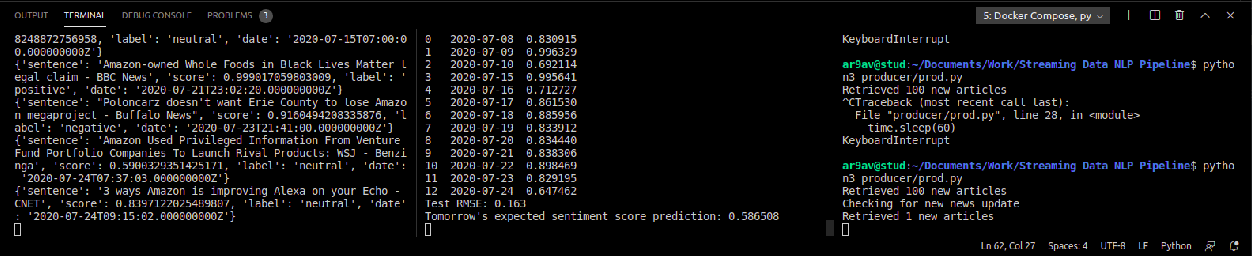 OUTPUT TERMINAL DEBUG CONSOLE PROBLEMS 1
5: Docker Compose, py
8248872756958, 'label': 'neutral', 'date': '2020-07-15T07:00:0
0.000000000Z'}
{'sentence': 'Amazon-owned Whole Foods in Black Lives Matter l
egal claim - BBC News', 'score': 0.999017059803009, 'label': '
positive', 'date': '2020-07-21T23:02:20.000000000Z'}
{'sentence': "Poloncarz doesn't want Erie County to lose Amazo
n megaproject - Buffalo News", 'score': 0.9160494208335876, 'l
abel': 'negative', 'date': '2020-07-23T21:41:00.000000000Z'}
{'sentence': 'Amazon Used Privileged Information From Venture
Fund Portfolio Companies To Launch Rival Products: WSJ - Benzi
nga', 'score': 0.5900329351425171, 'label': 'neutral', 'date':
'2020-07-24T07:37:03.000000000Z'}
{'sentence': '3 ways Amazon is improving Alexa on your Echo -
CNET', 'score': 0.8397122025489807, 'label': 'neutral', 'date'
: '2020-07-24T09:15:02.000000000Z'}
0 2020-07-08 0.830915
1 2020-07-09 0.996329
2 2020-07-10 0.692114
3 2020-07-15 0.995641
4 2020-07-16 0.712727
5 2020-07-17 0.861530
6 2020-07-18 0.885956
7 2020-07-19 0.833912
8 2020-07-20 0.834440
9 2020-07-21 0.838306
10 2020-07-22 0.898469
11 2020-07-23 0.829195
12 2020-07-24 0.647462
Test RMSE: 0.163
Tomorrow's expected sentiment score prediction: 0.586508
KeyboardInterrupt
ar9av@stud:~/Documents/Work/Streaming Data NLP Pipeline$ pytho
n3 producer/prod.py
Retrieved 100 new articles
^CTraceback (most recent call last):
File "producer/prod.py", line 28, in <module>
time.sleep(60)
KeyboardInterrupt
ar9av@stud:~/Documents/Work/Streaming Data NLP Pipeline$ pytho
n3 producer/prod.py
Retrieved 100 new articles
Checking for new news update
Retrieved 1 new articles
Ln 62, Col 27 Spaces: 4 UTF-8 LF Python